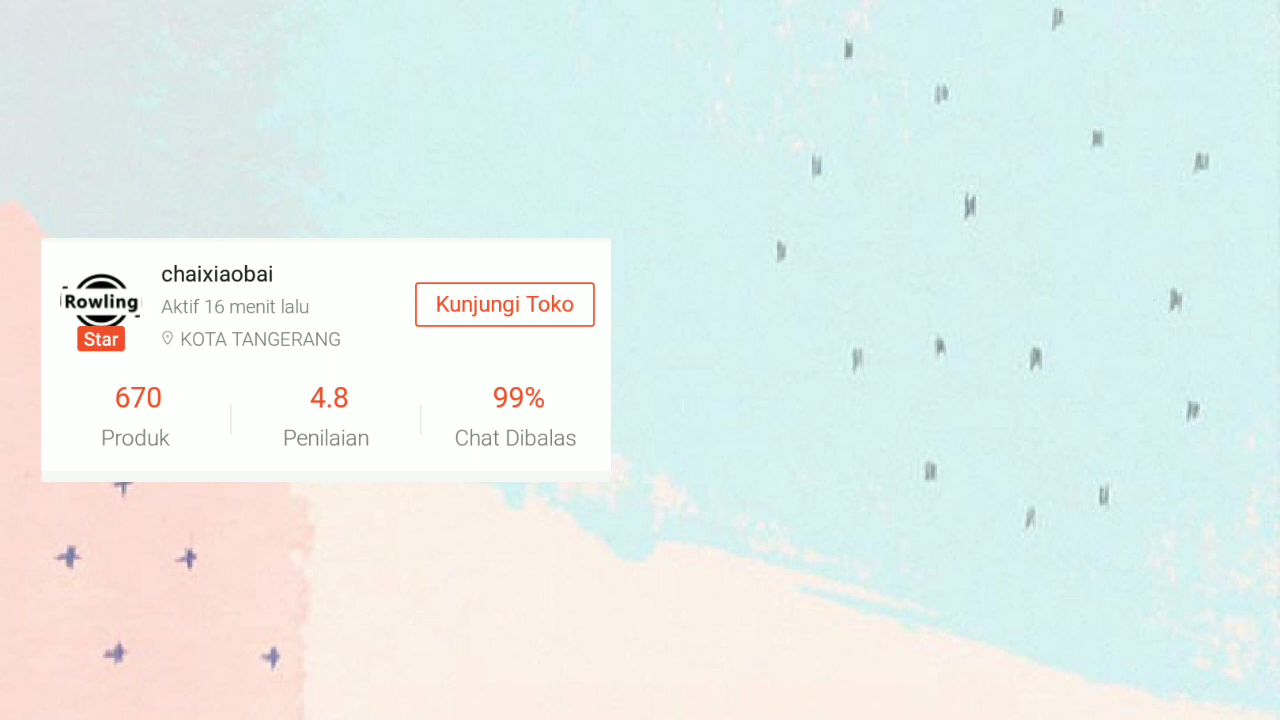 chaixiaobai
Aktif 16 menit lalu
KOTA TANGERANG
Rowling
Star
Kunjungi Toko
670
Produk
4.8
Penilaian
99%
Chat Dibalas